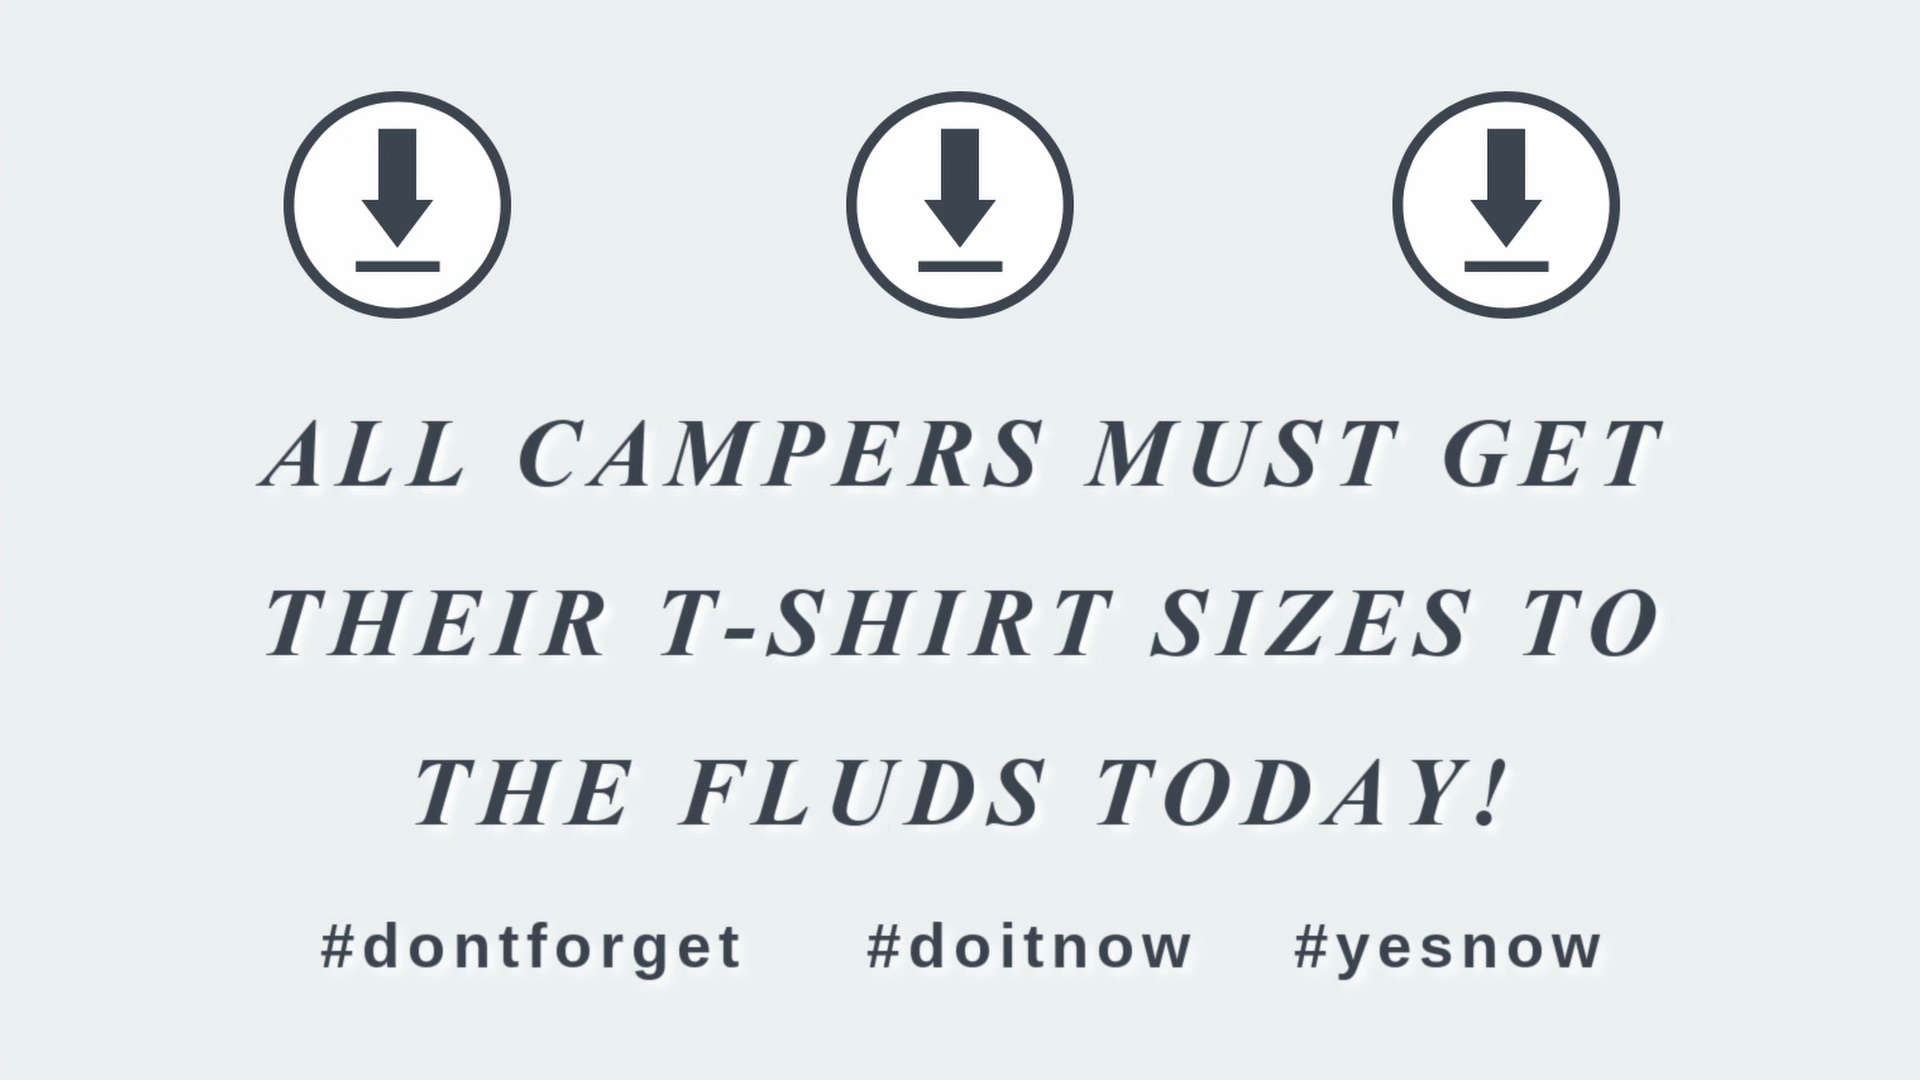 ALL CAMPERS MUST GET
THEIR T-SHIRT SIZES TO
THE FLUDS TODAY!
#dontforget #doitnow #yesnow